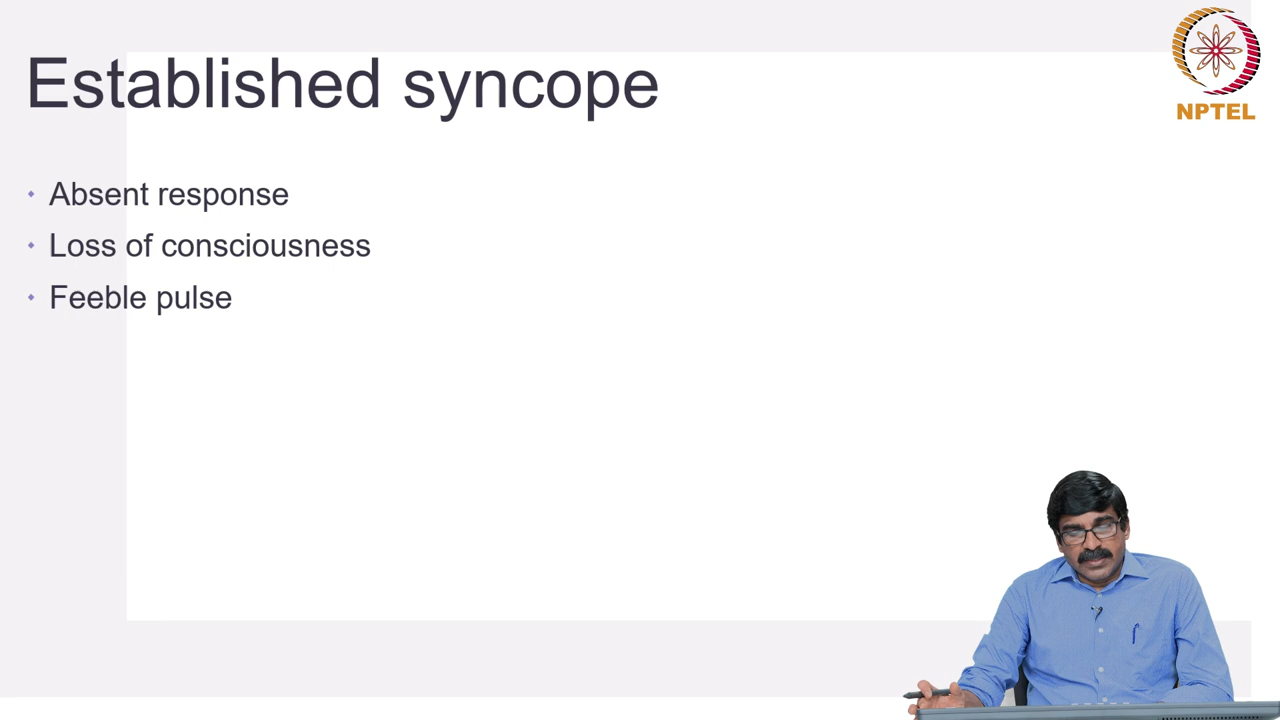 Established syncope
NPTEL
Absent response
Loss of consciousness
Feeble pulse